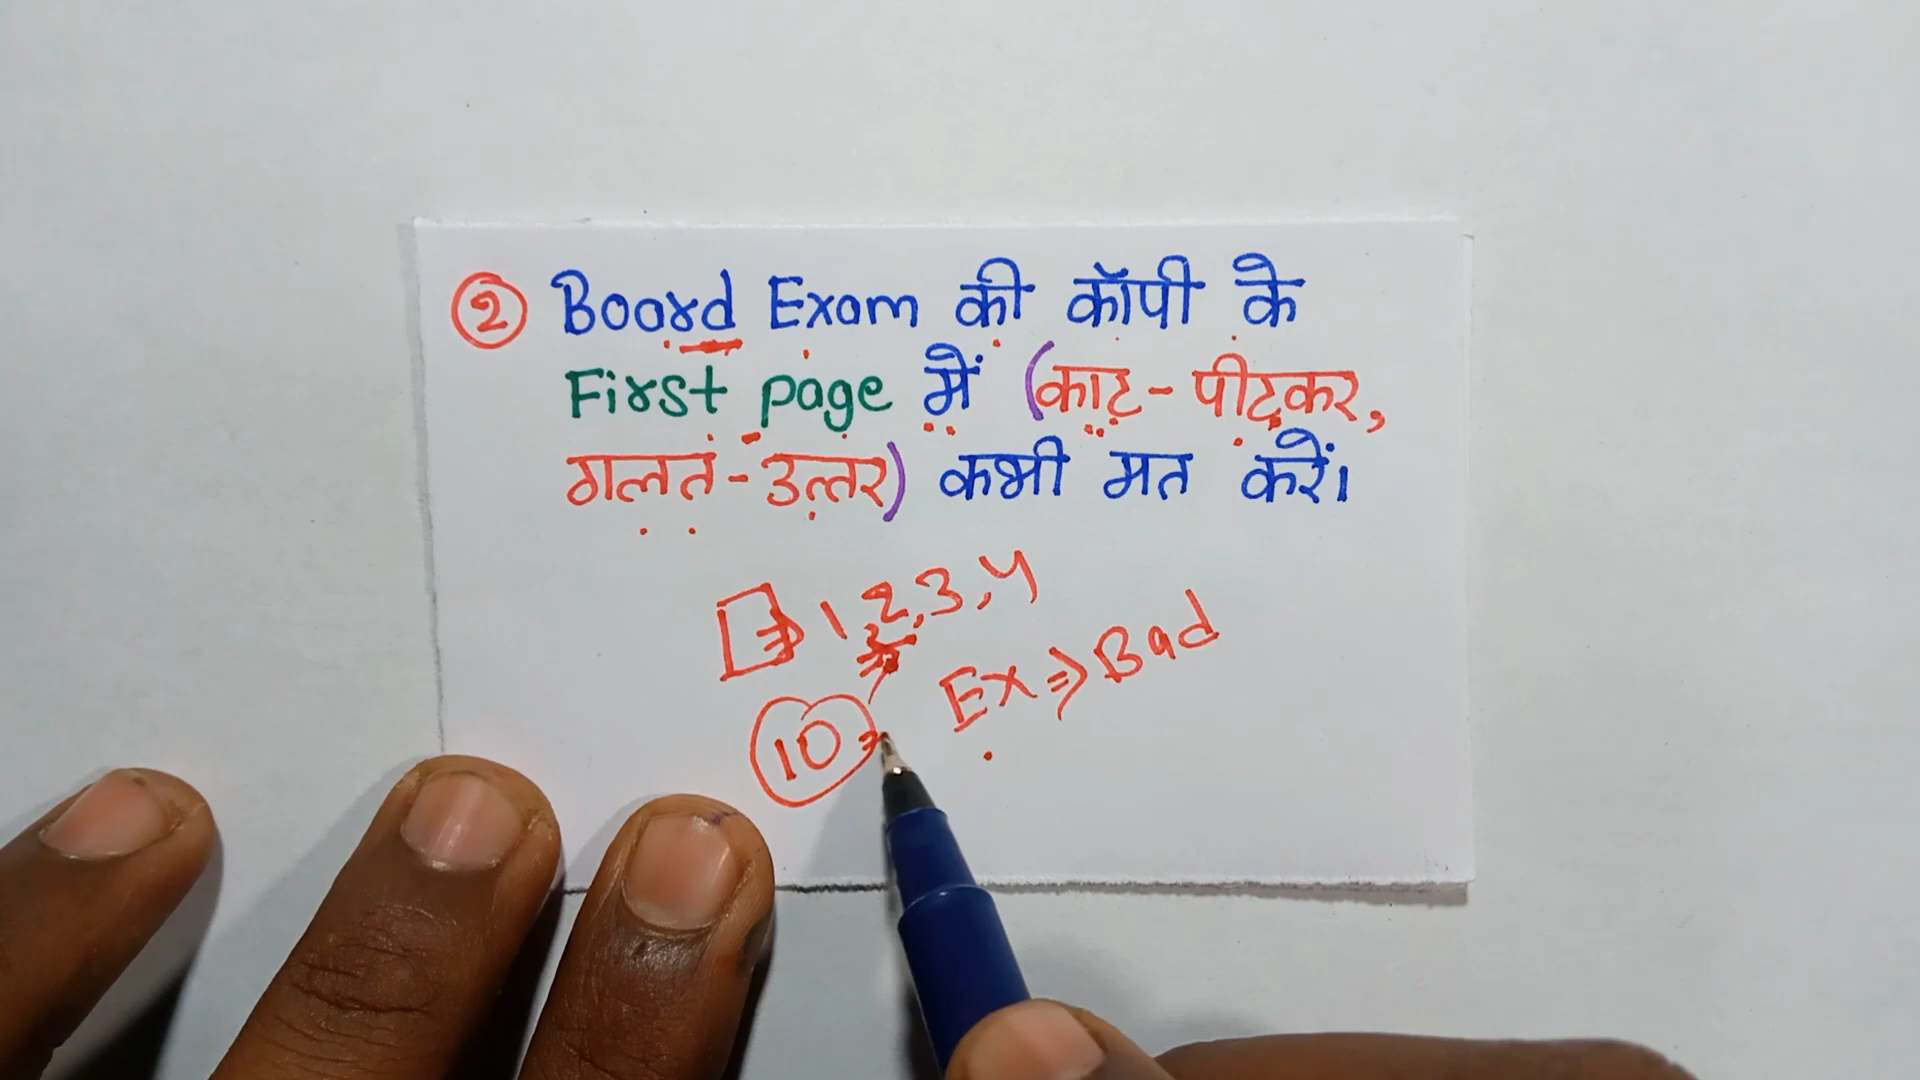 ② Board Exam की कॉपी के
First page में (काट-पीटकर,
गलत-उत्तर) कभी मत करें।
1,2,3,4
Ex ⇒ Bad
10